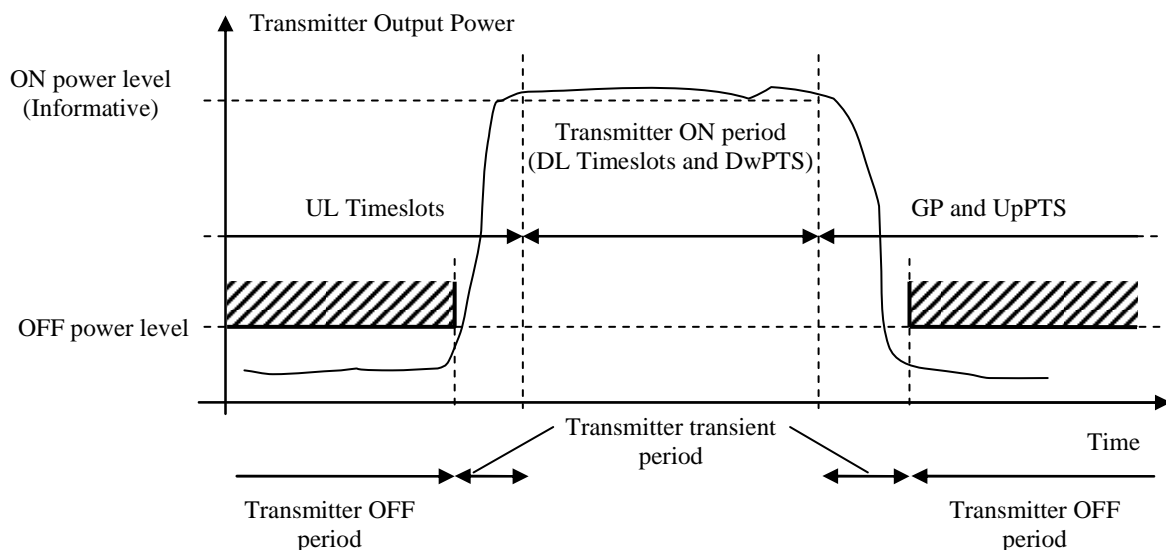 Transmitter Output Power
ON power level
(Informative)
Transmitter ON period
(DL Timeslots and DwPTS)
UL Timeslots
GP and UpPTS
OFF power level
Transmitter transient
period
Time
Transmitter OFF
period
Transmitter OFF
period